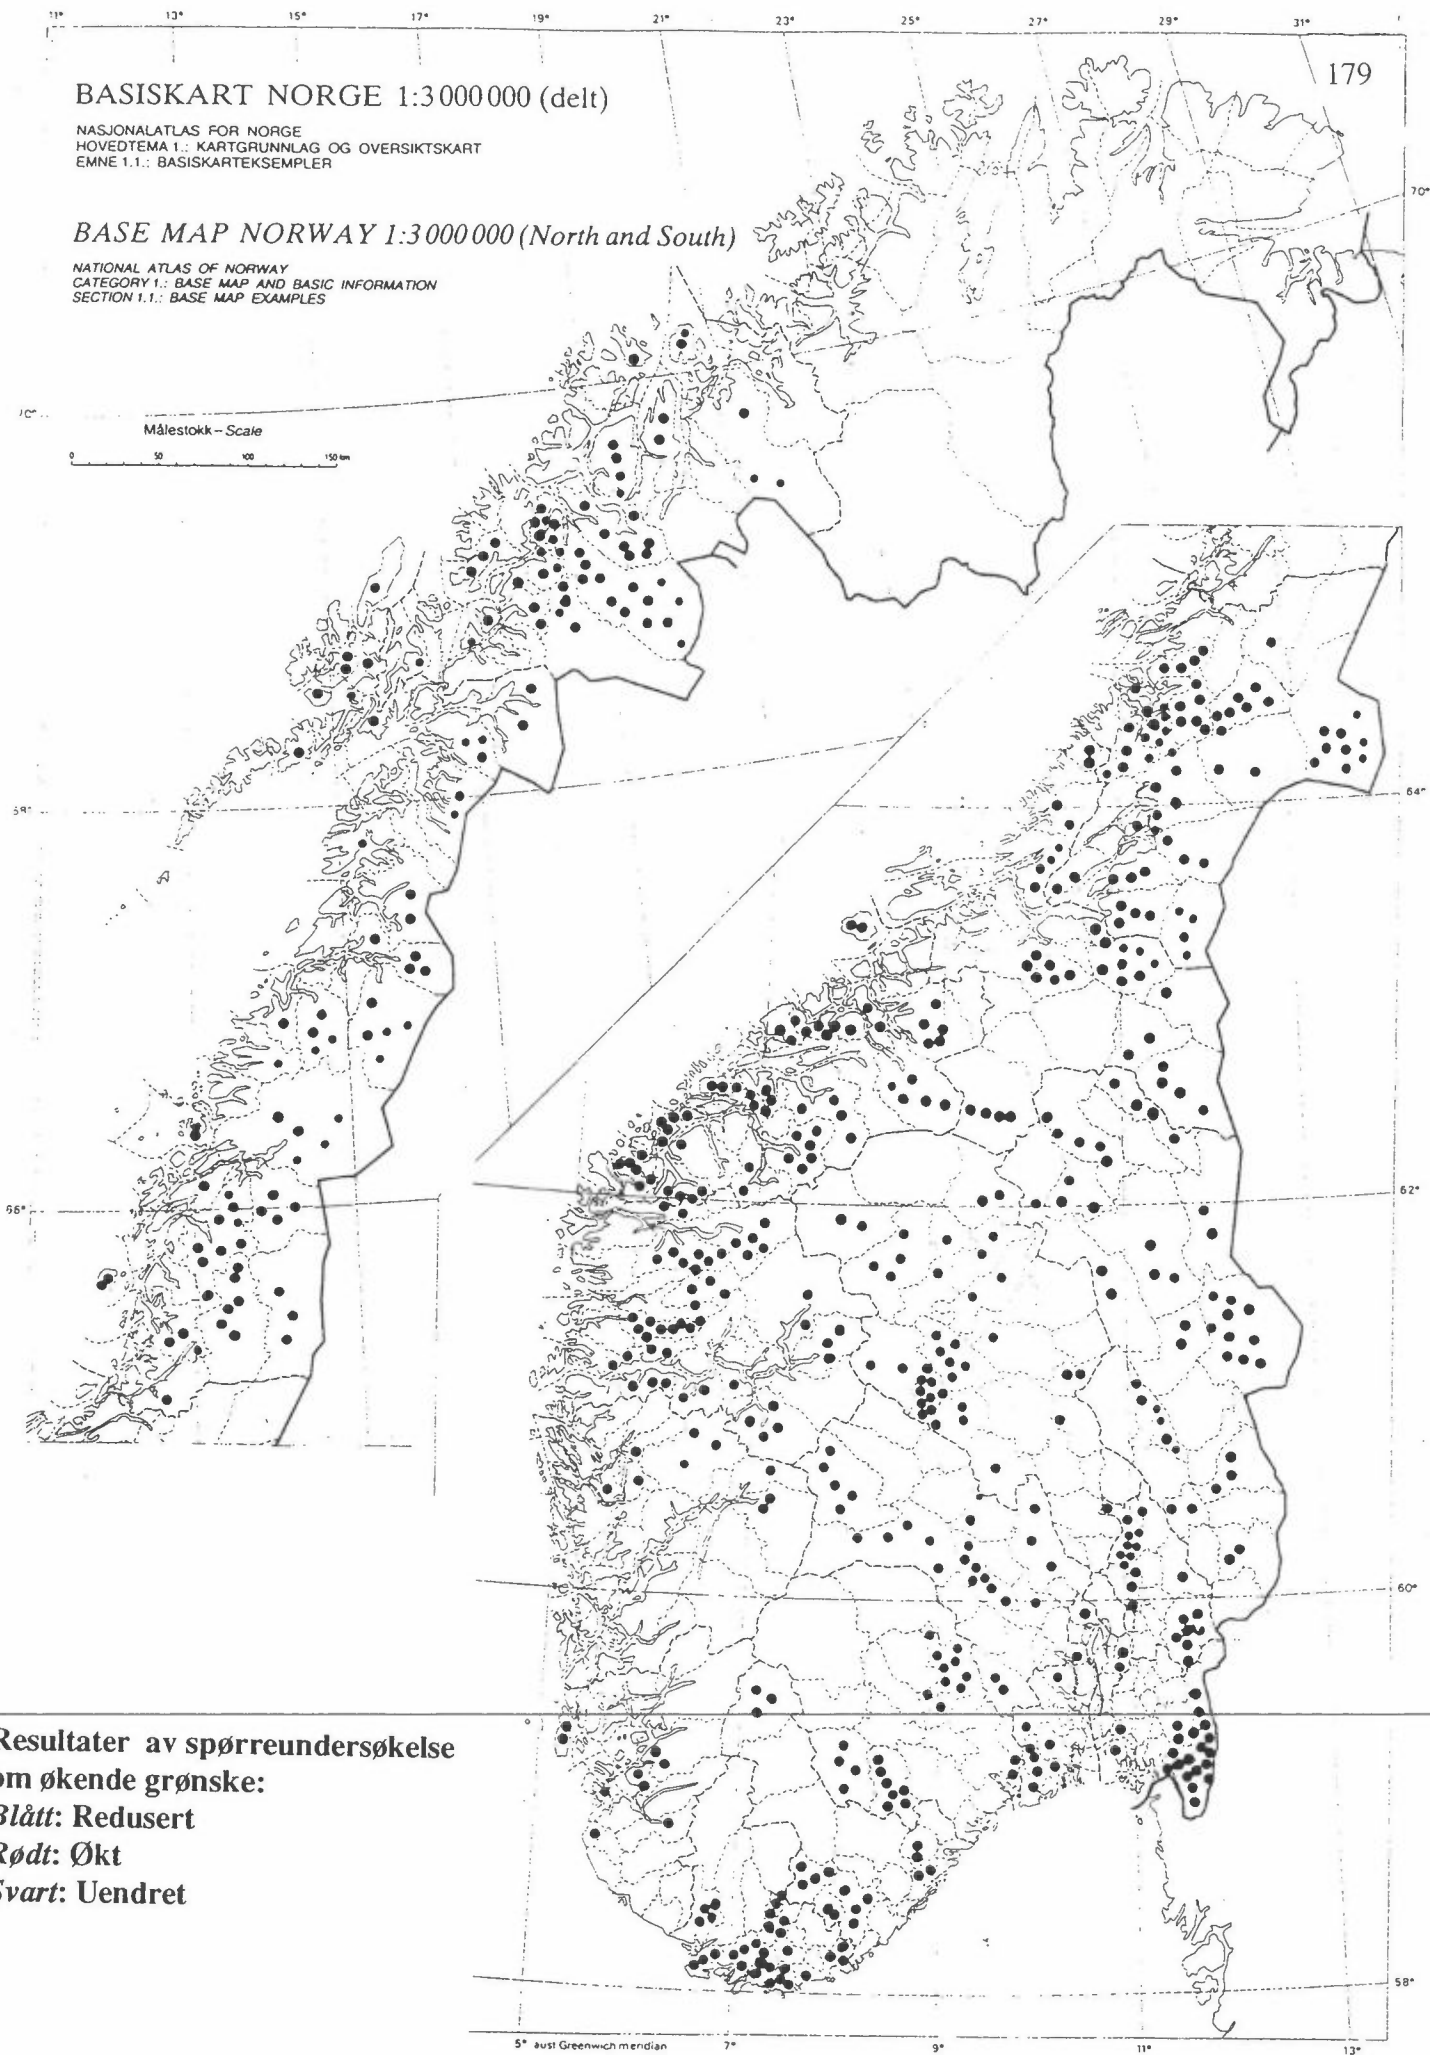 11° 13° 15° 17° 19° 21° 23° 25° 27° 29° 31°
179
BASISKART NORGE 1:3 000 000 (delt)
NASJONALATLAS FOR NORGE
HOVEDTEMA 1.: KARTGRUNNLAG OG OVERSIKTSKART
EMNE 1.1.: BASISKARTEKSEMPLER
70°
BASE MAP NORWAY 1:3 000 000 (North and South)
NATIONAL ATLAS OF NORWAY
CATEGORY 1.: BASE MAP AND BASIC INFORMATION
SECTION 1.1.: BASE MAP EXAMPLES
Målestokk – Scale
0 50 100 150 km
64°
68°
62°
66°
60°
Resultater av spørreundersøkelse
om økende grønske:
Blått: Redusert
Rødt: Økt
Svart: Uendret
58°
5° aust Greenwich meridian 7° 9° 11° 13°